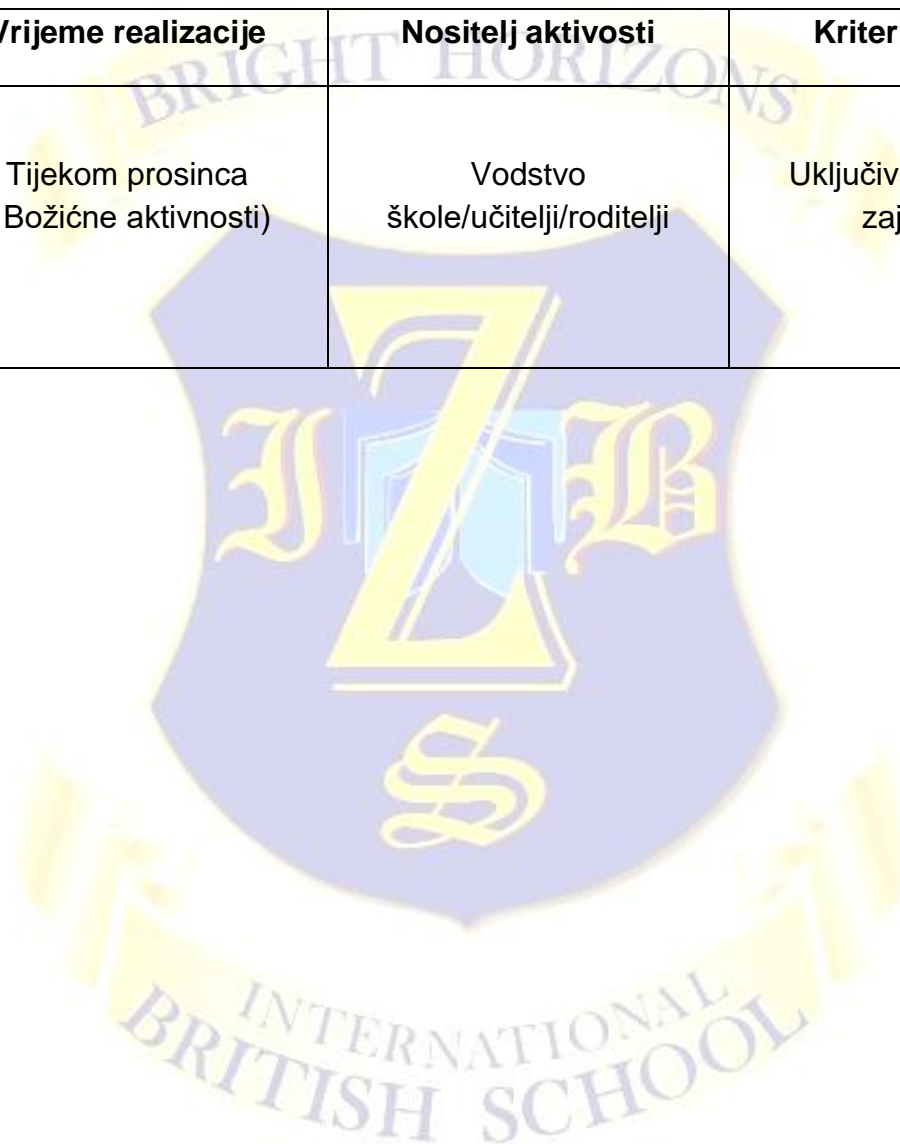 Vrijeme realizacije
Nositelj aktivosti
Kriter
Tijekom prosinca
Božićne aktivnosti)
Vodstvo
škole/učitelji/roditelji
Uključiv
zaj
BRIGHT HORIZONS
I Z B
S
INTERNATIONAL
BRITISH SCHOOL